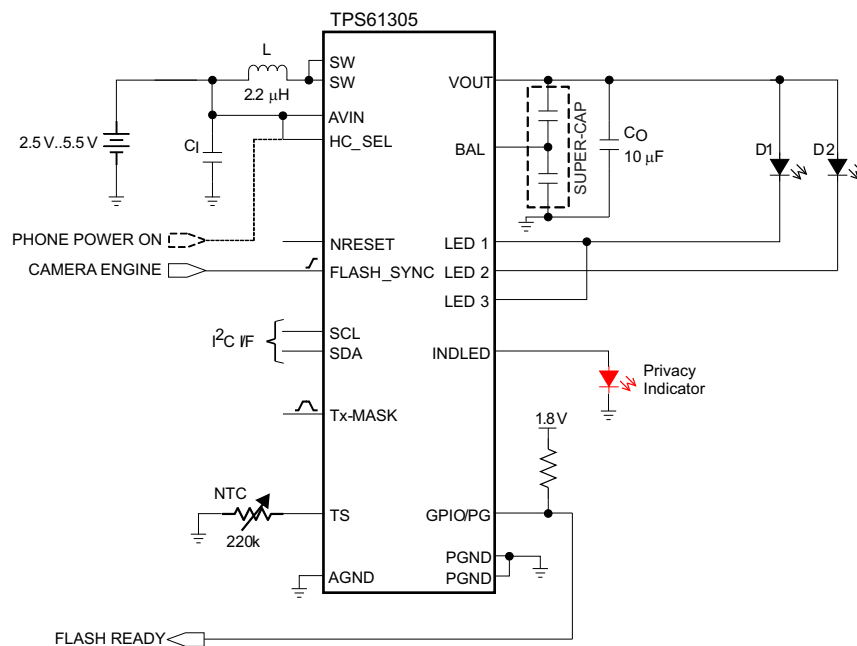 TPS61305
L
2.2 µH
SW
SW
AVIN
HC_SEL
2.5 V..5.5 V
CI
VOUT
BAL
SUPER-CAP
CO
10 µF
D1
D2
PHONE POWER ON
NRESET
LED 1
CAMERA ENGINE
FLASH_SYNC
LED 2
LED 3
I2C I/F
SCL
SDA
INDLED
Privacy
Indicator
Tx-MASK
1.8 V
NTC
220k
TS
GPIO/PG
PGND
PGND
AGND
FLASH READY